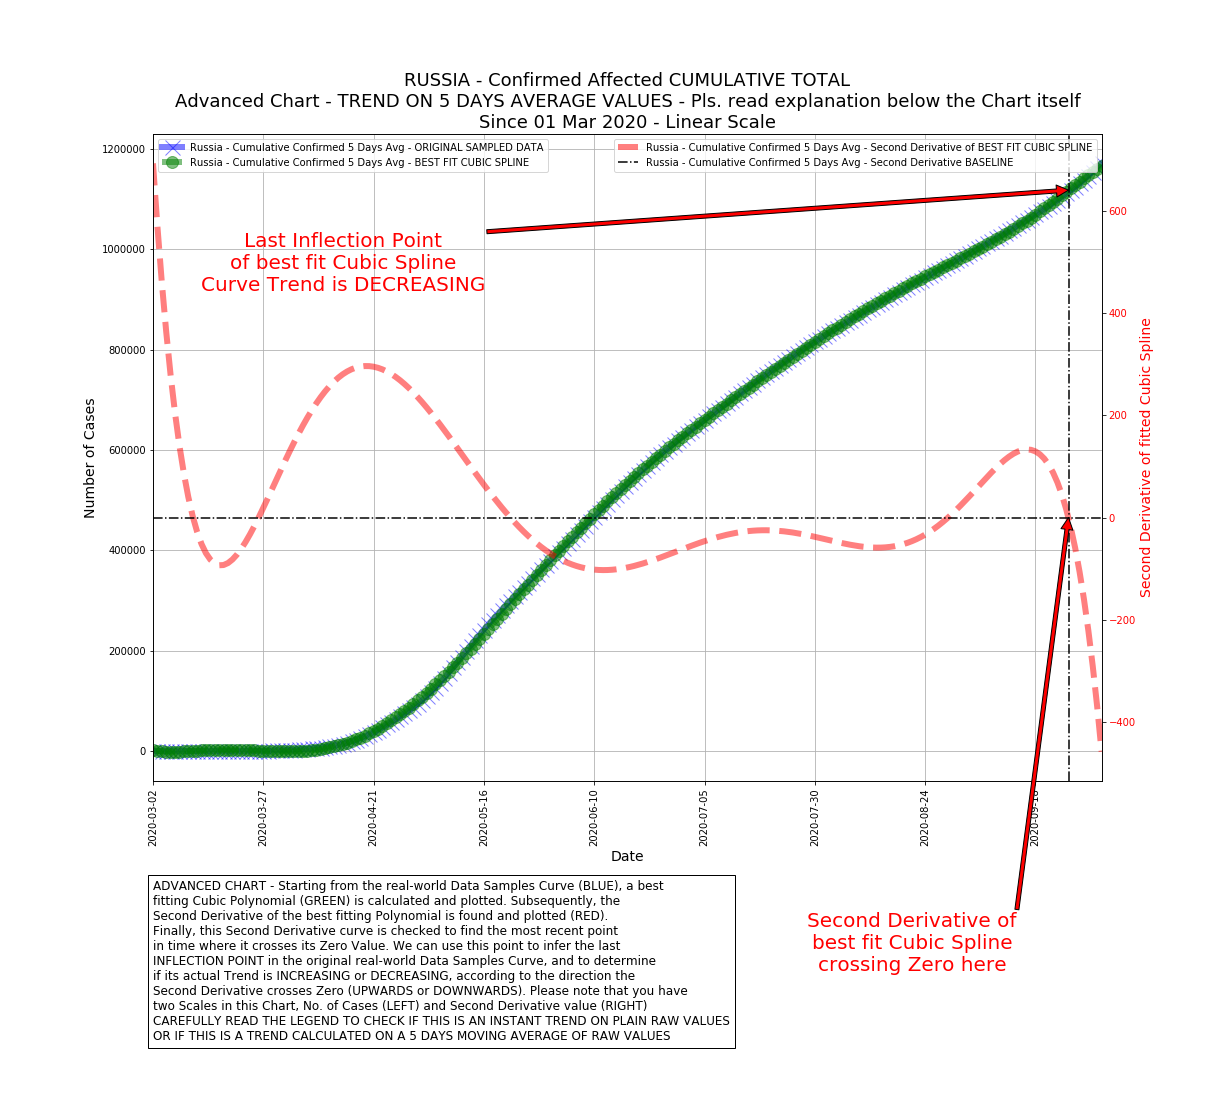 RUSSIA - Confirmed Affected CUMULATIVE TOTAL
Advanced Chart - TREND ON 5 DAYS AVERAGE VALUES - Pls. read explanation below the Chart itself
Since 01 Mar 2020 - Linear Scale
Russia - Cumulative Confirmed 5 Days Avg - ORIGINAL SAMPLED DATA
Russia - Cumulative Confirmed 5 Days Avg - BEST FIT CUBIC SPLINE
Russia - Cumulative Confirmed 5 Days Avg - Second Derivative of BEST FIT CUBIC SPLINE
Russia - Cumulative Confirmed 5 Days Avg - Second Derivative BASELINE
Last Inflection Point
of best fit Cubic Spline
Curve Trend is DECREASING
Number of Cases
1200000
1000000
800000
600000
400000
200000
0
600
400
200
0
−200
−400
Second Derivative of fitted Cubic Spline
2020-03-02
2020-03-27
2020-04-21
2020-05-16
2020-06-10
2020-07-05
2020-07-30
2020-08-24
2020-09-18
Date
Second Derivative of
best fit Cubic Spline
crossing Zero here
ADVANCED CHART - Starting from the real-world Data Samples Curve (BLUE), a best
fitting Cubic Polynomial (GREEN) is calculated and plotted. Subsequently, the
Second Derivative of the best fitting Polynomial is found and plotted (RED).
Finally, this Second Derivative curve is checked to find the most recent point
in time where it crosses its Zero Value. We can use this point to infer the last
INFLECTION POINT in the original real-world Data Samples Curve, and to determine
if its actual Trend is INCREASING or DECREASING, according to the direction the
Second Derivative crosses Zero (UPWARDS or DOWNWARDS). Please note that you have
two Scales in this Chart, No. of Cases (LEFT) and Second Derivative value (RIGHT)
CAREFULLY READ THE LEGEND TO CHECK IF THIS IS AN INSTANT TREND ON PLAIN RAW VALUES
OR IF THIS IS A TREND CALCULATED ON A 5 DAYS MOVING AVERAGE OF RAW VALUES